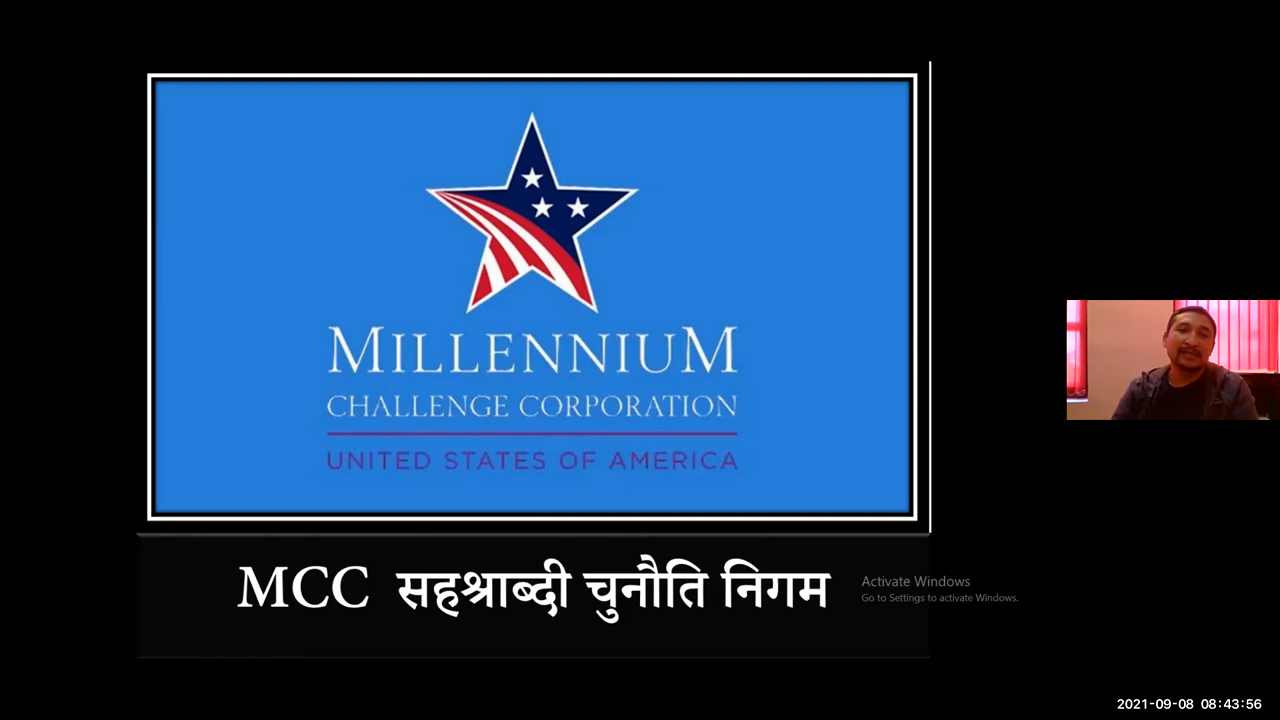 MILLENNIUM
CHALLENGE CORPORATION
UNITED STATES OF AMERICA
MCC सहश्राब्दी चुनौति निगम
Activate Windows
Go to Settings to activate Windows.
2021-09-08 08:43:56